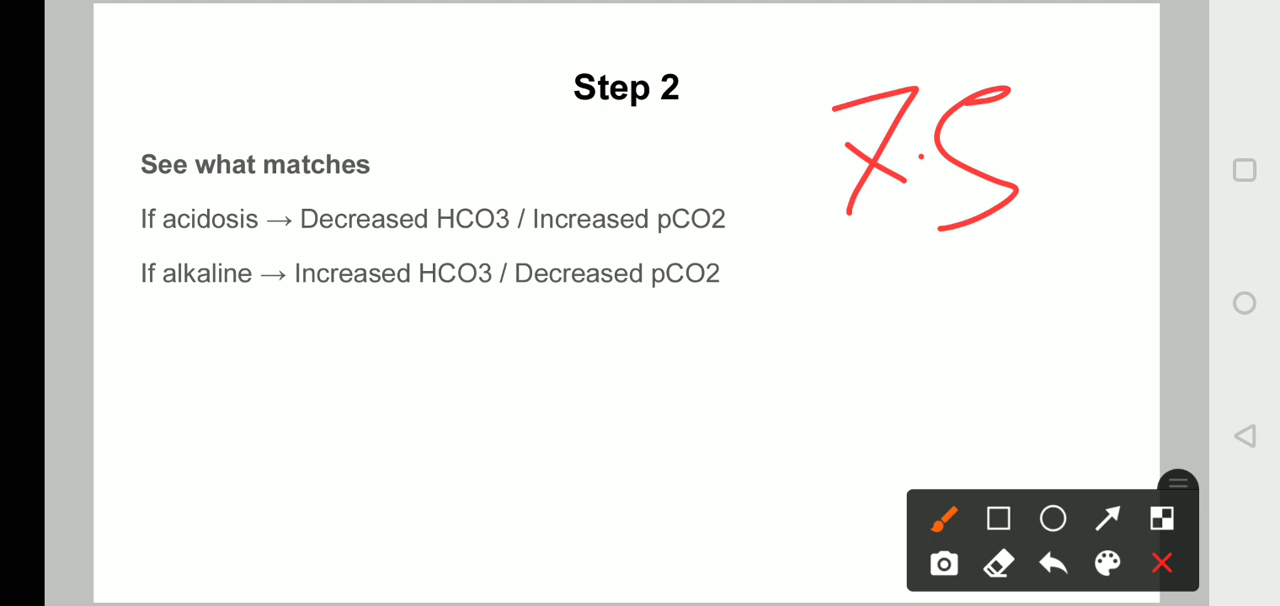 Step 2
7.5
See what matches
If acidosis → Decreased HCO3 / Increased pCO2
If alkaline → Increased HCO3 / Decreased pCO2